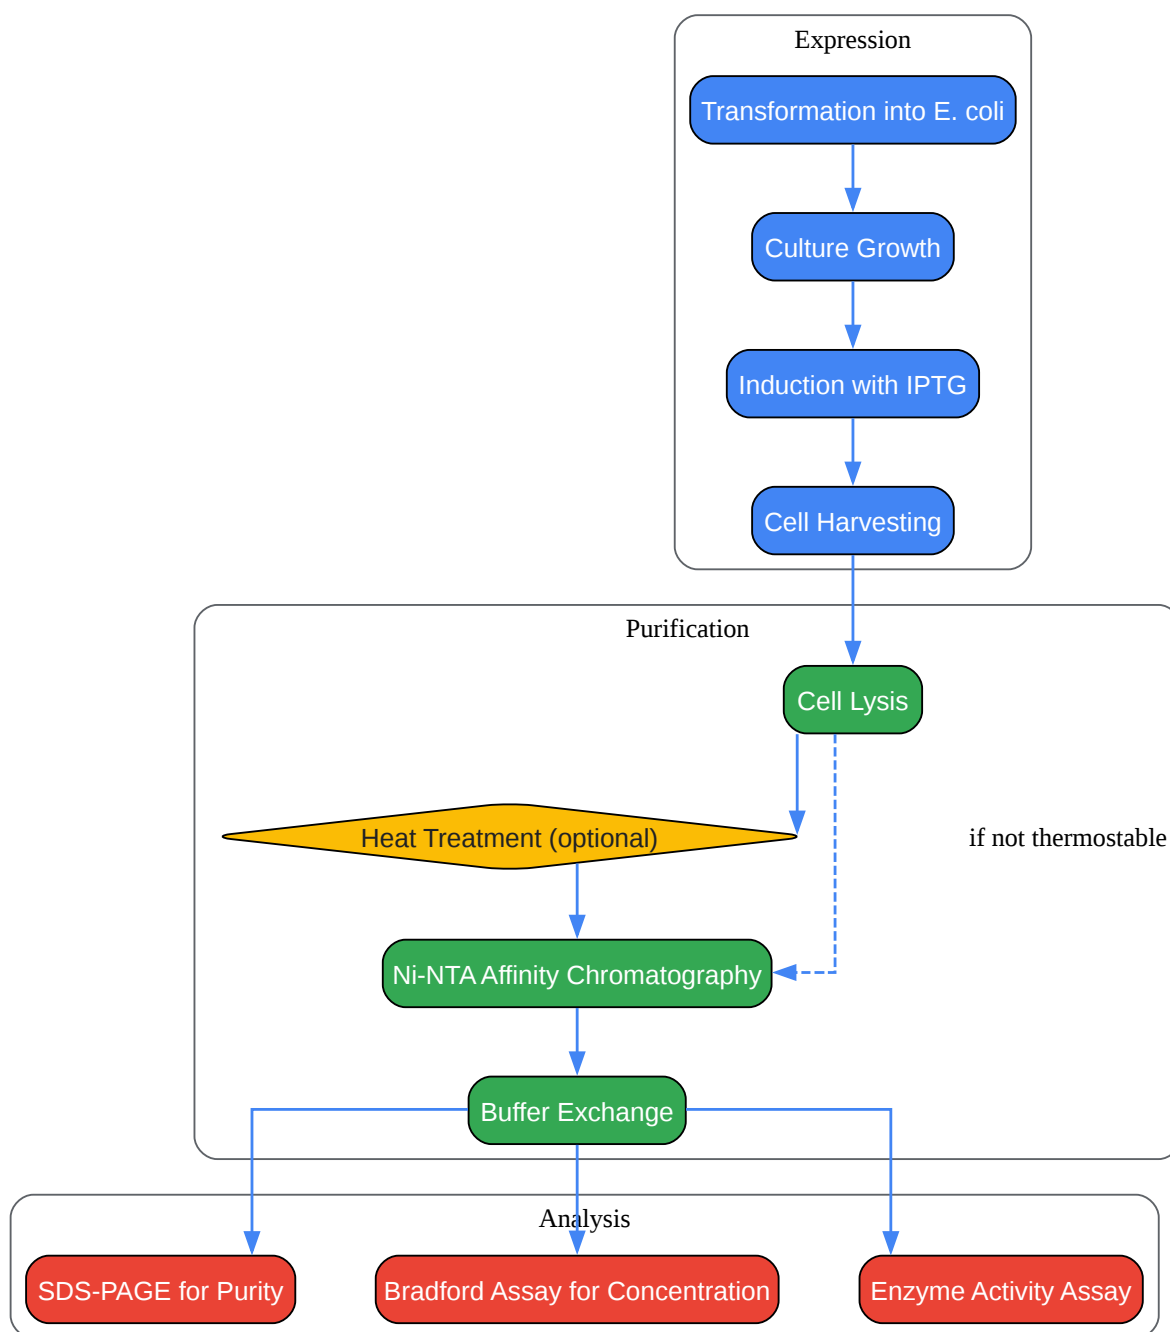 Expression
Transformation into E. coli
Culture Growth
Induction with IPTG
Cell Harvesting
Purification
Cell Lysis
Heat Treatment (optional)
if not thermostable
Ni-NTA Affinity Chromatography
Buffer Exchange
Analysis
SDS-PAGE for Purity
Bradford Assay for Concentration
Enzyme Activity Assay